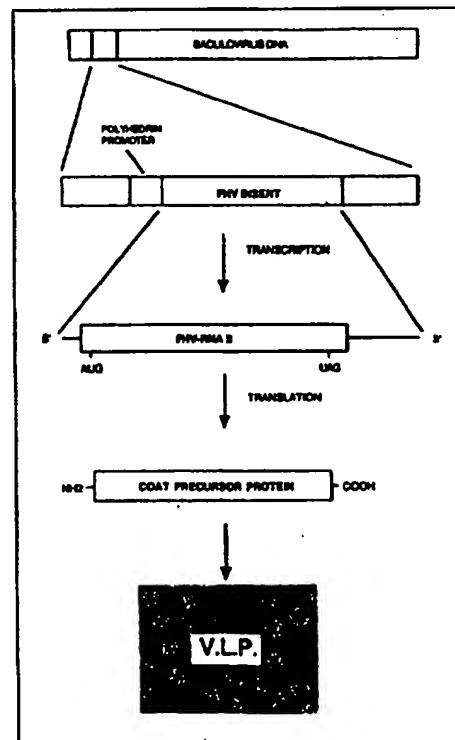 BACULOVIRUS DNA
POLYHEDRIN
PROMOTER
FHV INSERT
TRANSCRIPTION
5' FHV-RNA 2 3'
AUG UAG
TRANSLATION
NH2 COAT PRECURSOR PROTEIN COOH
V.L.P.